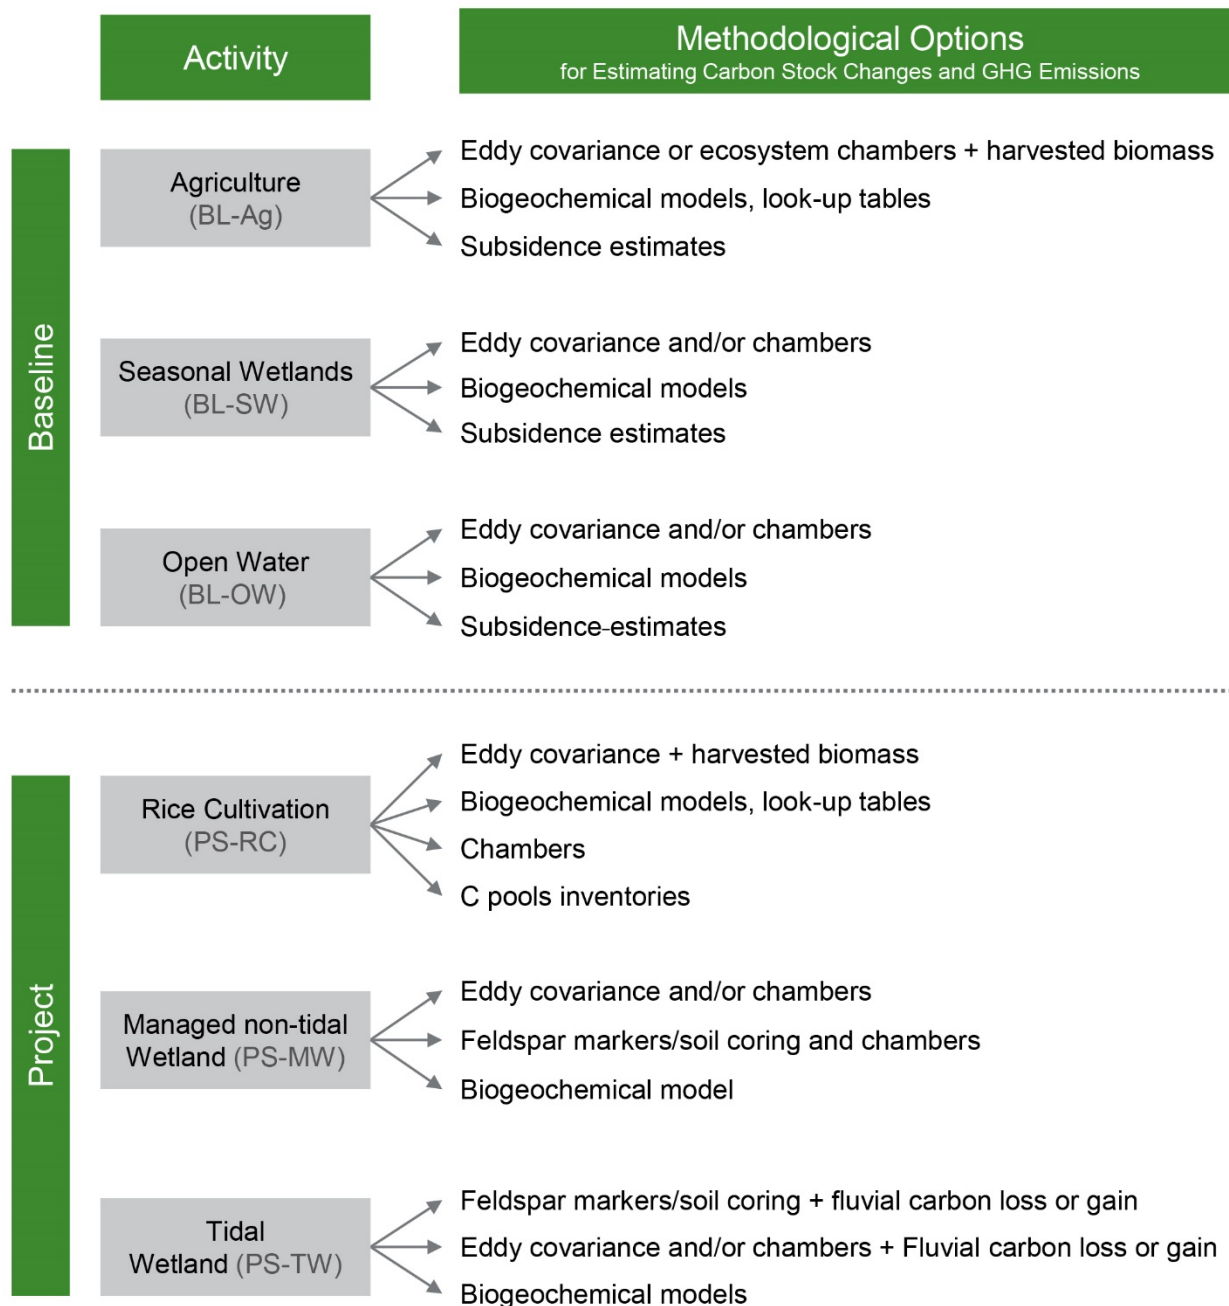 Activity
Methodological Options
for Estimating Carbon Stock Changes and GHG Emissions
Baseline
Agriculture
(BL-Ag)
Eddy covariance or ecosystem chambers + harvested biomass
Biogeochemical models, look-up tables
Subsidence estimates
Seasonal Wetlands
(BL-SW)
Eddy covariance and/or chambers
Biogeochemical models
Subsidence estimates
Open Water
(BL-OW)
Eddy covariance and/or chambers
Biogeochemical models
Subsidence-estimates
Project
Rice Cultivation
(PS-RC)
Eddy covariance + harvested biomass
Biogeochemical models, look-up tables
Chambers
C pools inventories
Managed non-tidal
Wetland (PS-MW)
Eddy covariance and/or chambers
Feldspar markers/soil coring and chambers
Biogeochemical model
Tidal
Wetland (PS-TW)
Feldspar markers/soil coring + fluvial carbon loss or gain
Eddy covariance and/or chambers + Fluvial carbon loss or gain
Biogeochemical models